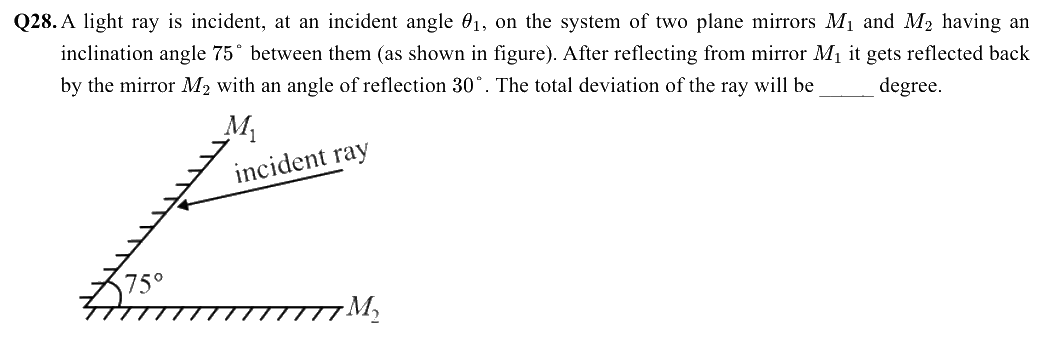 Q28. A light ray is incident, at an incident angle θ₁, on the system of two plane mirrors M₁ and M₂ having an
inclination angle 75° between them (as shown in figure). After reflecting from mirror M₁ it gets reflected back
by the mirror M₂ with an angle of reflection 30°. The total deviation of the ray will be _____ degree.
M₁
incident ray
75°
M₂